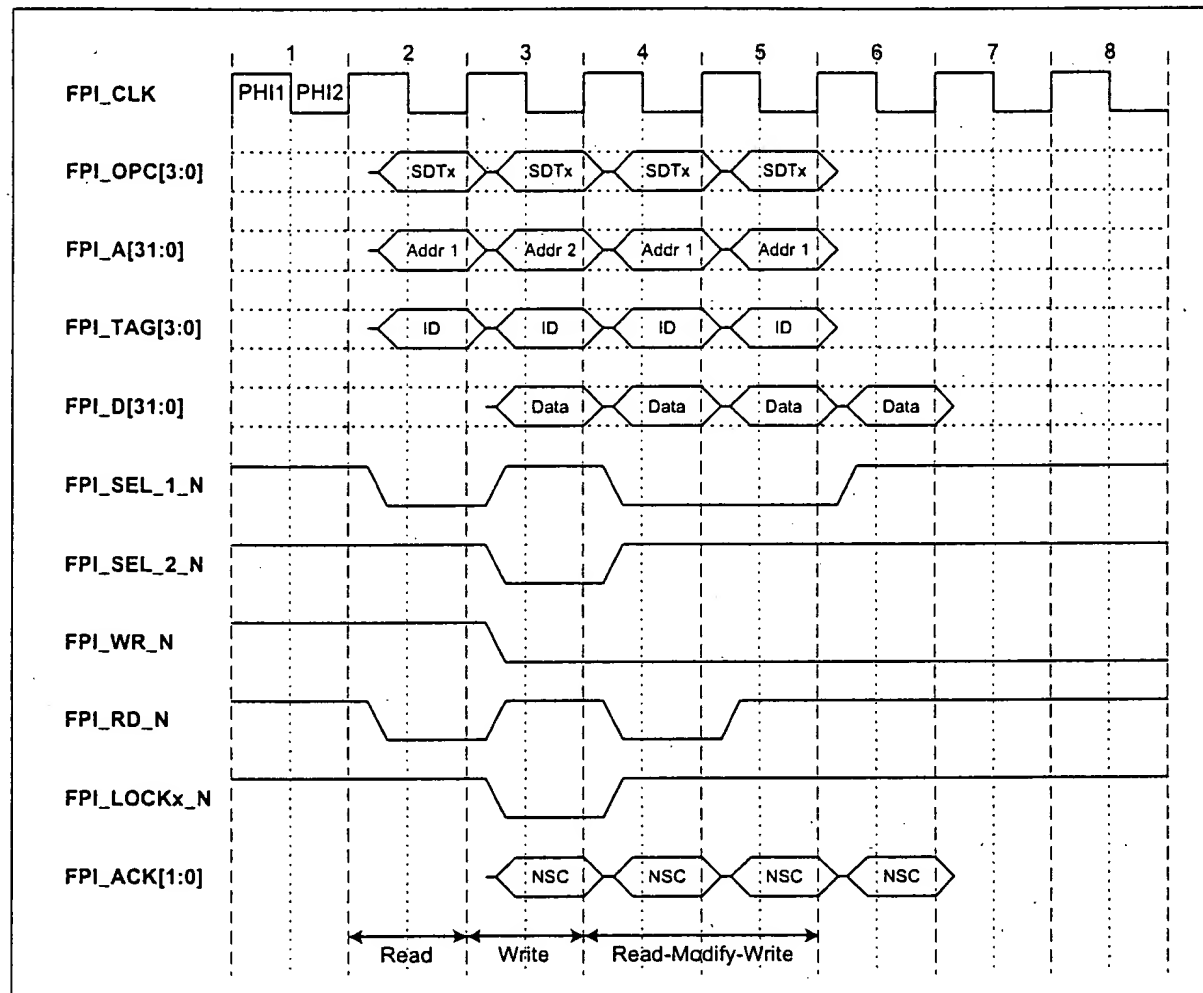 1 2 3 4 5 6 7 8
FPI_CLK PHI1 PHI2
FPI_OPC[3:0] SDTx SDTx SDTx SDTx
FPI_A[31:0] Addr 1 Addr 2 Addr 1 Addr 1
FPI_TAG[3:0] ID ID ID ID
FPI_D[31:0] Data Data Data Data
FPI_SEL_1_N
FPI_SEL_2_N
FPI_WR_N
FPI_RD_N
FPI_LOCKx_N
FPI_ACK[1:0] NSC NSC NSC NSC
Read Write Read-Modify-Write